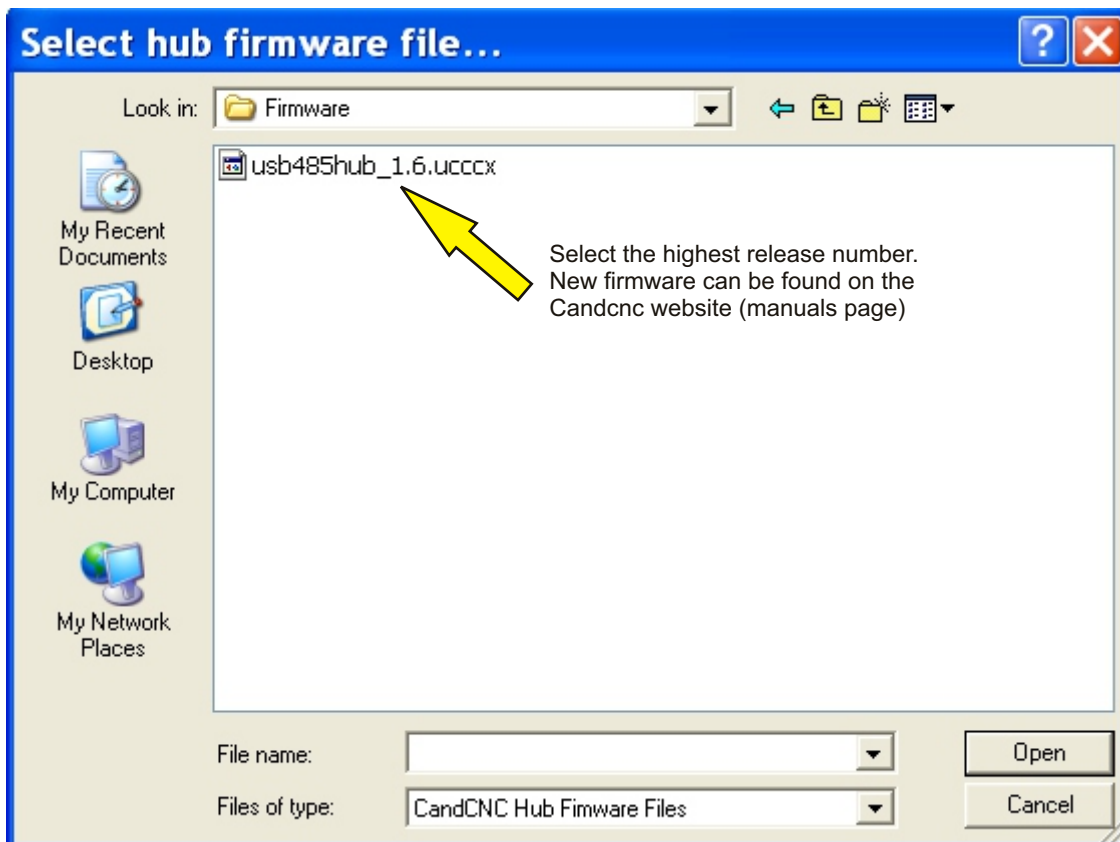 Select hub firmware file...
Look in:
Firmware
usb485hub_1.6.ucccx
My Recent
Documents
Desktop
My Computer
My Network
Places
Select the highest release number.
New firmware can be found on the
Candcnc website (manuals page)
File name:
Open
Files of type:
CandCNC Hub Fimware Files
Cancel